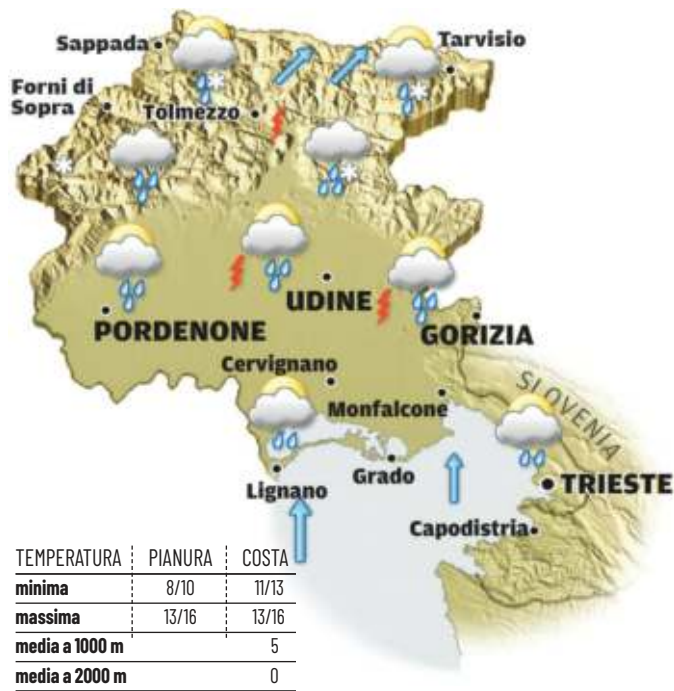 Sappada
Tarvisio
Forni di
Sopra
Tolmezzo
UDINE
PORDENONE
GORIZIA
Cervignano
SLOVENIA
Monfalcone
Grado
Lignano
TRIESTE
Capodistria
TEMPERATURA PIANURA COSTA
minima 8/10 11/13
massima 13/16 13/16
media a 1000 m 5
media a 2000 m 0